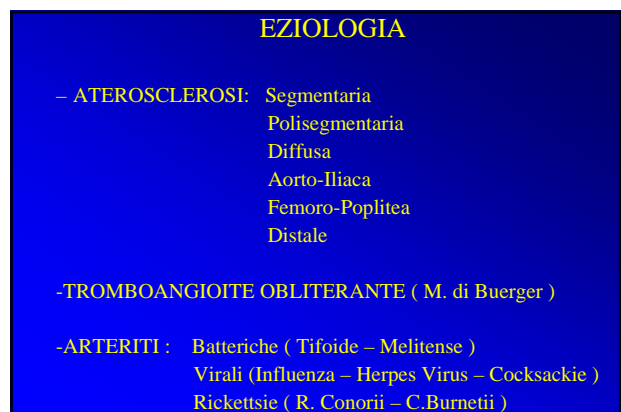 EZIOLOGIA
– ATEROSCLEROSI: Segmentaria
Polisegmentaria
Diffusa
Aorto-Iliaca
Femoro-Poplitea
Distale
-TROMBOANGIOITE OBLITERANTE ( M. di Buerger )
-ARTERITI : Batteriche ( Tifoide – Melitense )
Virali (Influenza – Herpes Virus – Cocksackie )
Rickettsie ( R. Conorii – C.Burnetii )